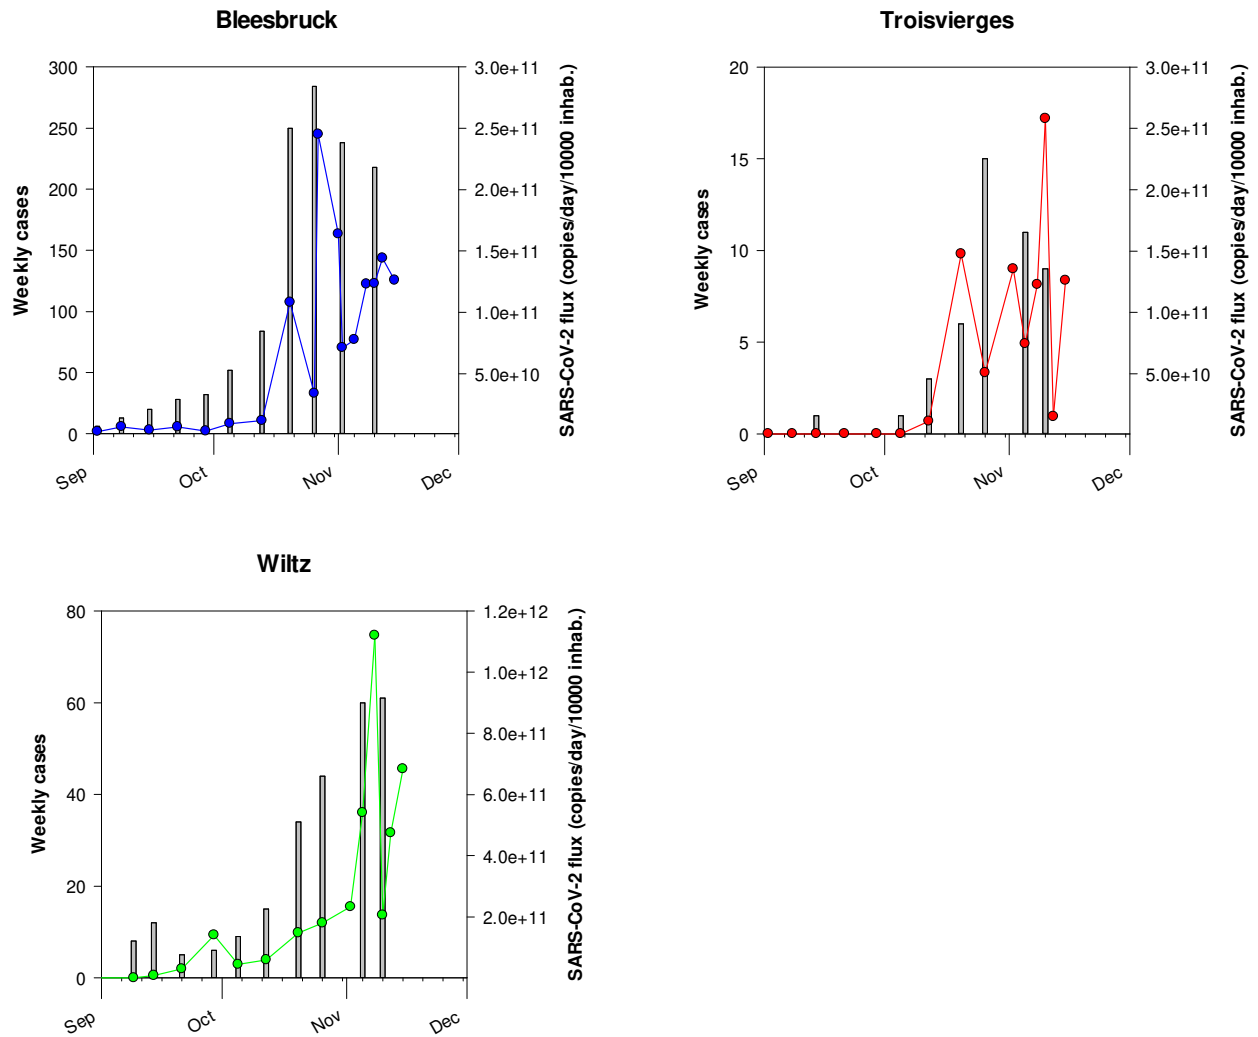 Bleesbruck
300
250
200
150
100
50
0
Weekly cases
3.0e+11
2.5e+11
2.0e+11
1.5e+11
1.0e+11
5.0e+10
SARS-CoV-2 flux (copies/day/10000 inhab.)
Sep
Oct
Nov
Dec
Troisvierges
20
15
10
5
0
Weekly cases
3.0e+11
2.5e+11
2.0e+11
1.5e+11
1.0e+11
5.0e+10
SARS-CoV-2 flux (copies/day/10000 inhab.)
Sep
Oct
Nov
Dec
Wiltz
80
60
40
20
0
Weekly cases
1.2e+12
1.0e+12
8.0e+11
6.0e+11
4.0e+11
2.0e+11
SARS-CoV-2 flux (copies/day/10000 inhab.)
Sep
Oct
Nov
Dec